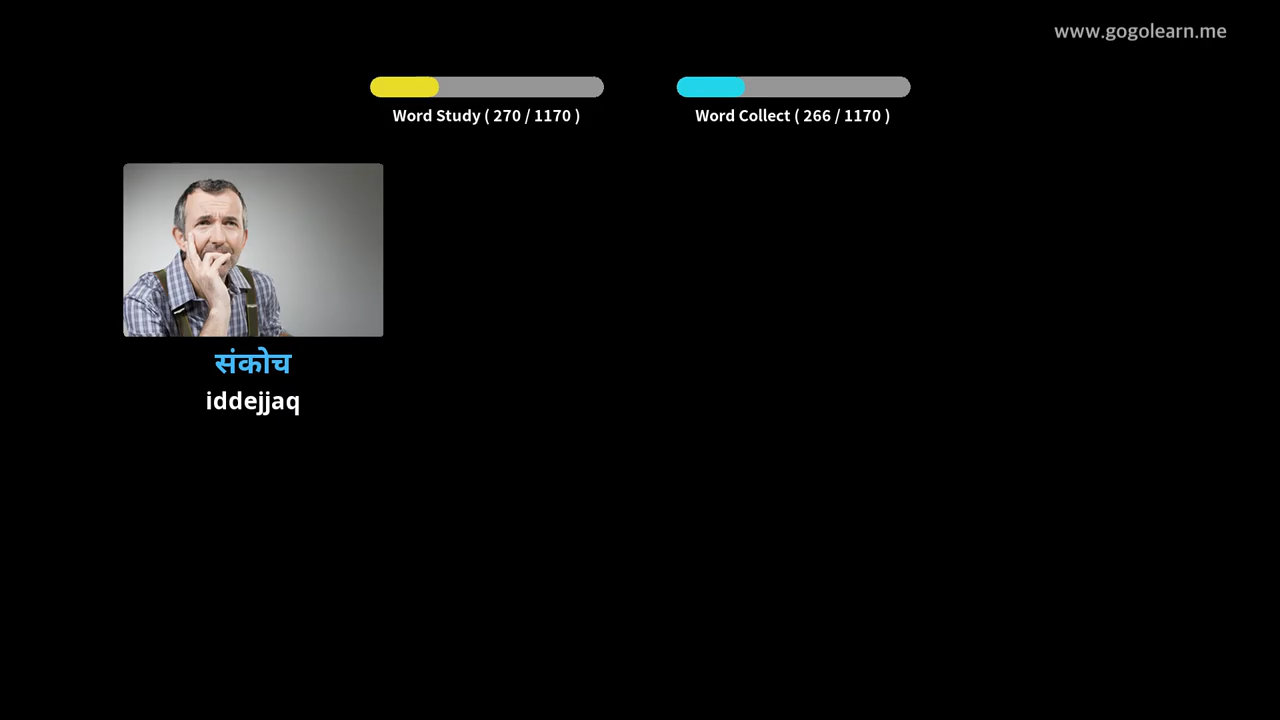 www.gogolearn.me
Word Study ( 270 / 1170 )
Word Collect ( 266 / 1170 )
संकोच
iddejjaq